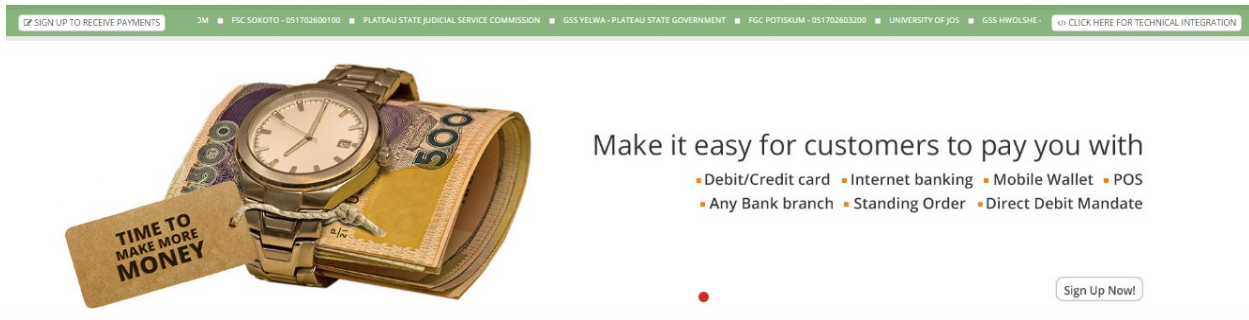 SIGN UP TO RECEIVE PAYMENTS
OM ■ FSC SOKOTO - 051702600100 ■ PLATEAU STATE JUDICIAL SERVICE COMMISSION ■ GSS YELWA - PLATEAU STATE GOVERNMENT ■ FGC POTISKUM - 051702603200 ■ UNIVERSITY OF JOS ■ GSS HWOLSHE -
</> CLICK HERE FOR TECHNICAL INTEGRATION
500
500
P/21
TIME TO
MAKE MORE
MONEY
Make it easy for customers to pay you with
▪ Debit/Credit card ▪ Internet banking ▪ Mobile Wallet ▪ POS
▪ Any Bank branch ▪ Standing Order ▪ Direct Debit Mandate
Sign Up Now!